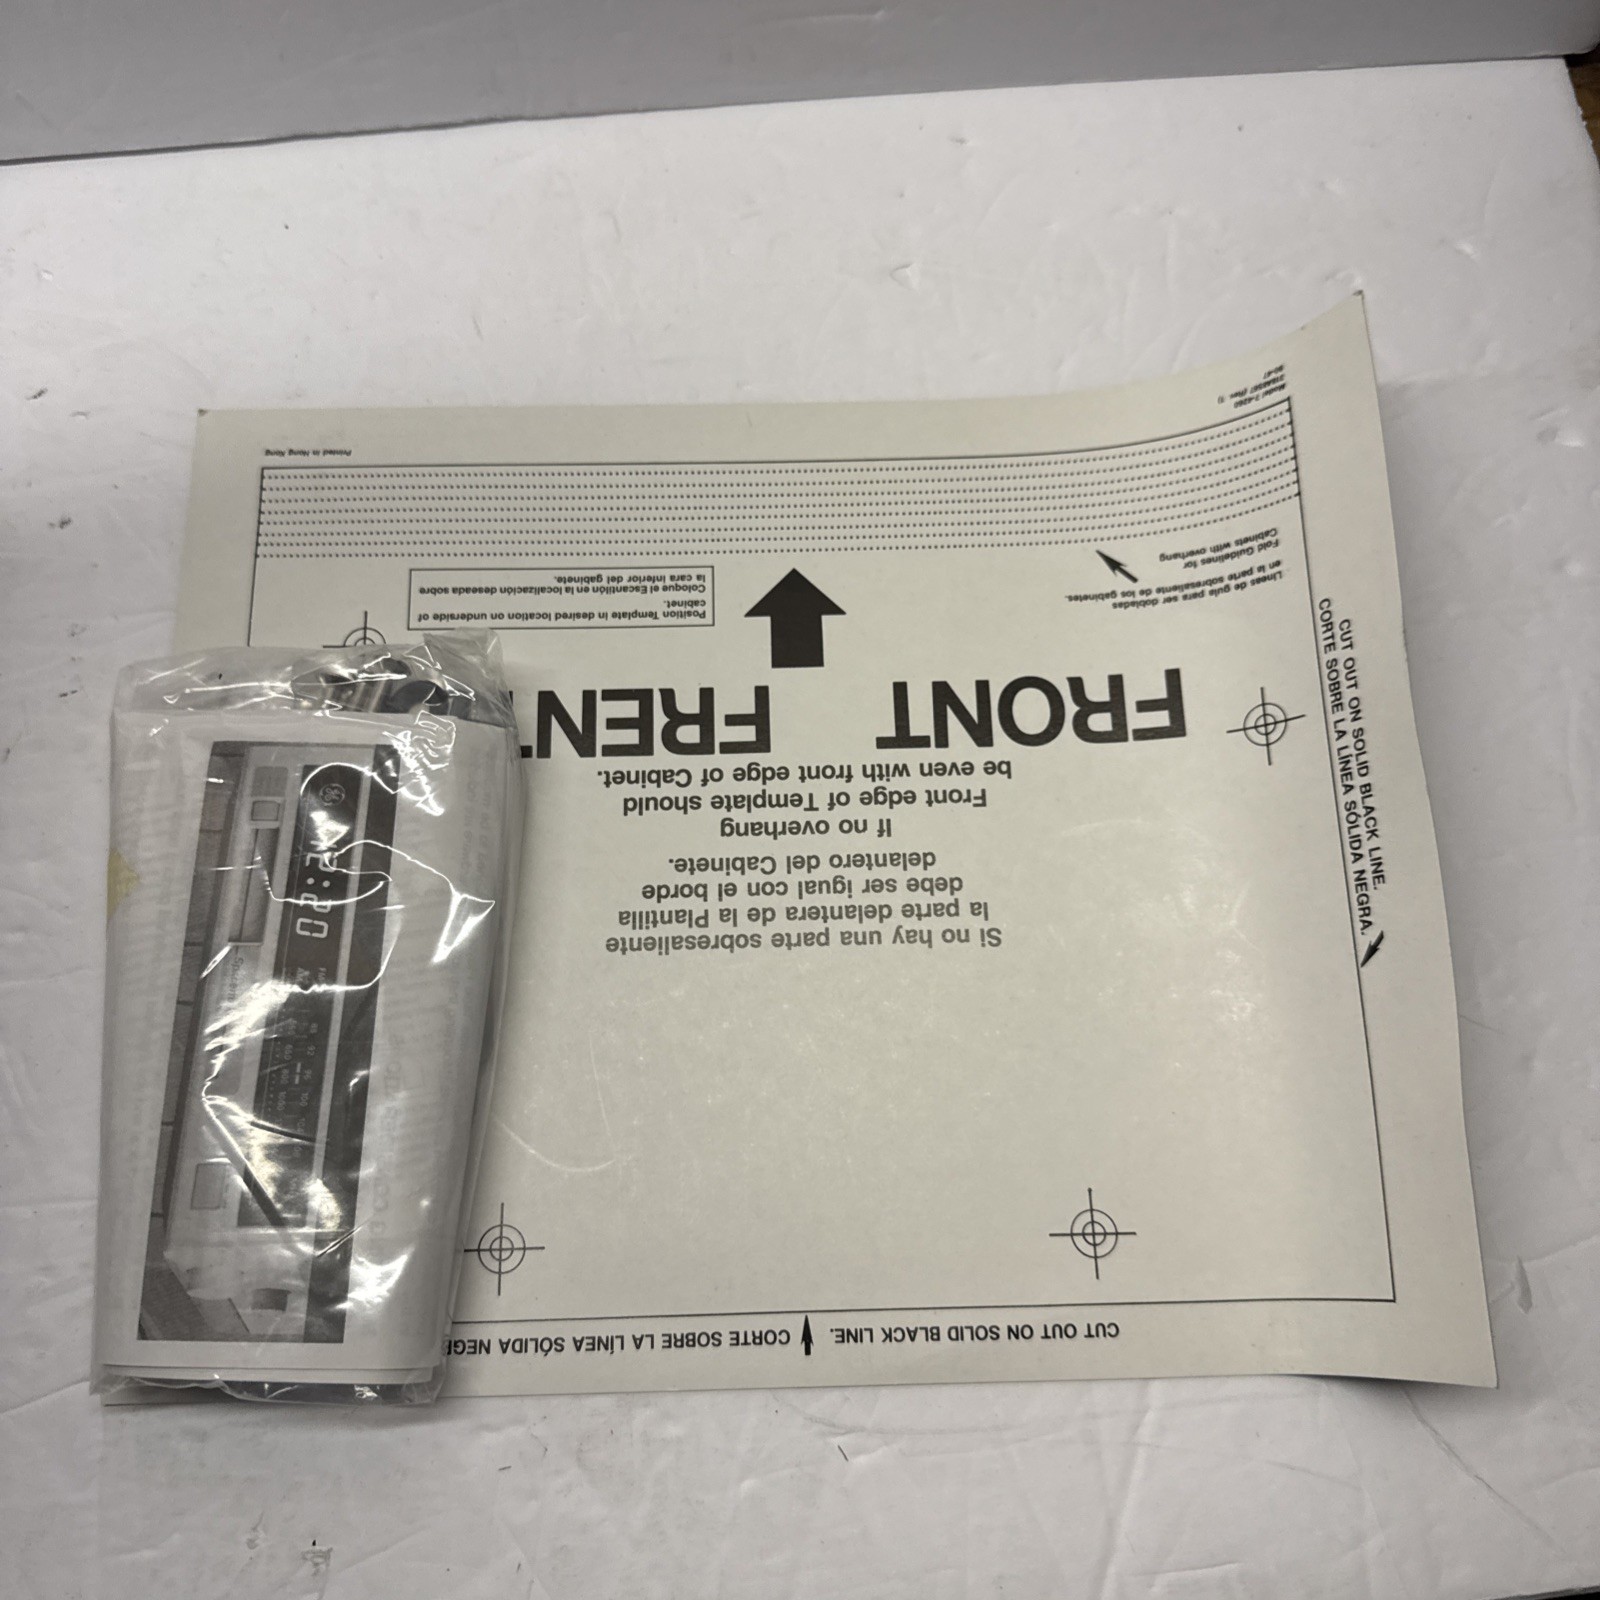 CUT OUT ON SOLID BLACK LINE.
CORTE SOBRE LA LÍNEA SÓLIDA
Si no hay una parte sobresaliente
la parte delantera de la Plantilla
debe ser igual con el borde
delantero del Cabinete.
If no overhang
Front edge of Template should
be even with front edge of Cabinet.
FRONT
Position Template in desired location on underside of
cabinet.
Coloque el Escantillón en la localización deseada sobre
la cara inferior del gabinete.
Líneas de guía para ser dobladas
en la parte sobresaliente de los gabinetes.
Fold Guidelines for
Cabinets with overhang
Printed in Hong Kong
Model 7-4260
CUT OUT ON SOLID BLACK LINE.
CORTE SOBRE LA LÍNEA SÓLIDA NEGRA.